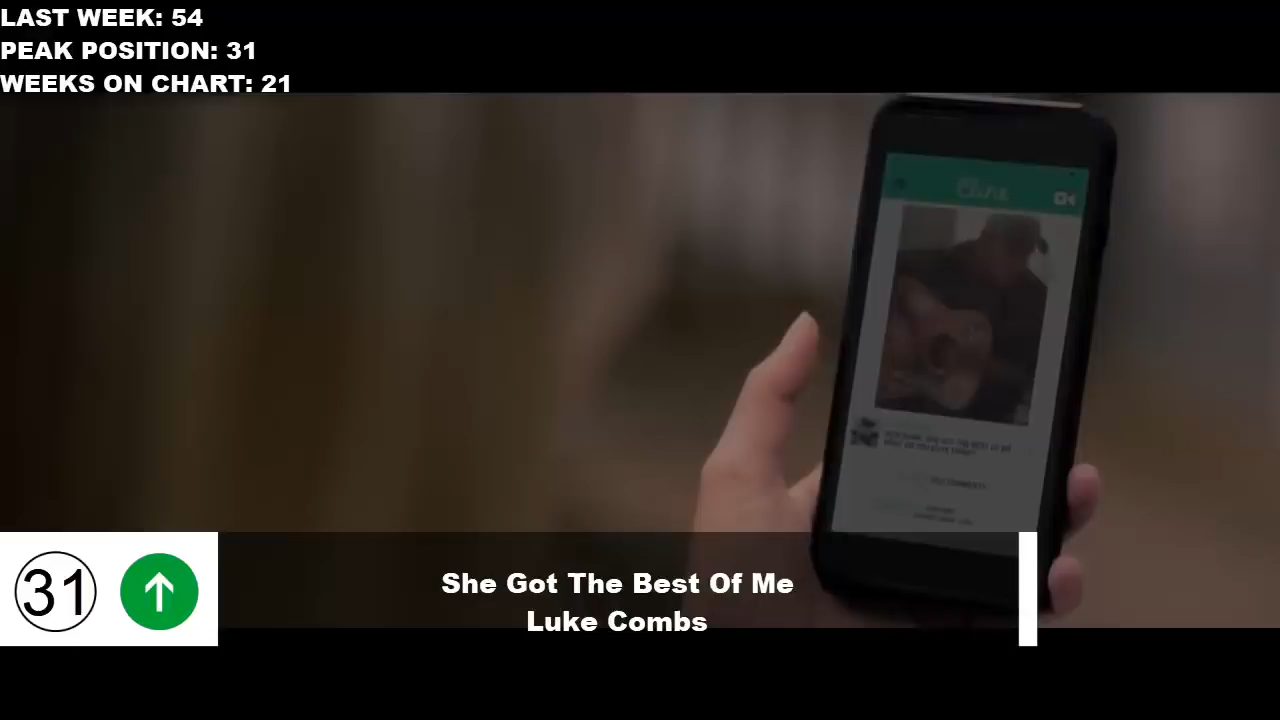 LAST WEEK: 54
PEAK POSITION: 31
WEEKS ON CHART: 21
31
She Got The Best Of Me
Luke Combs